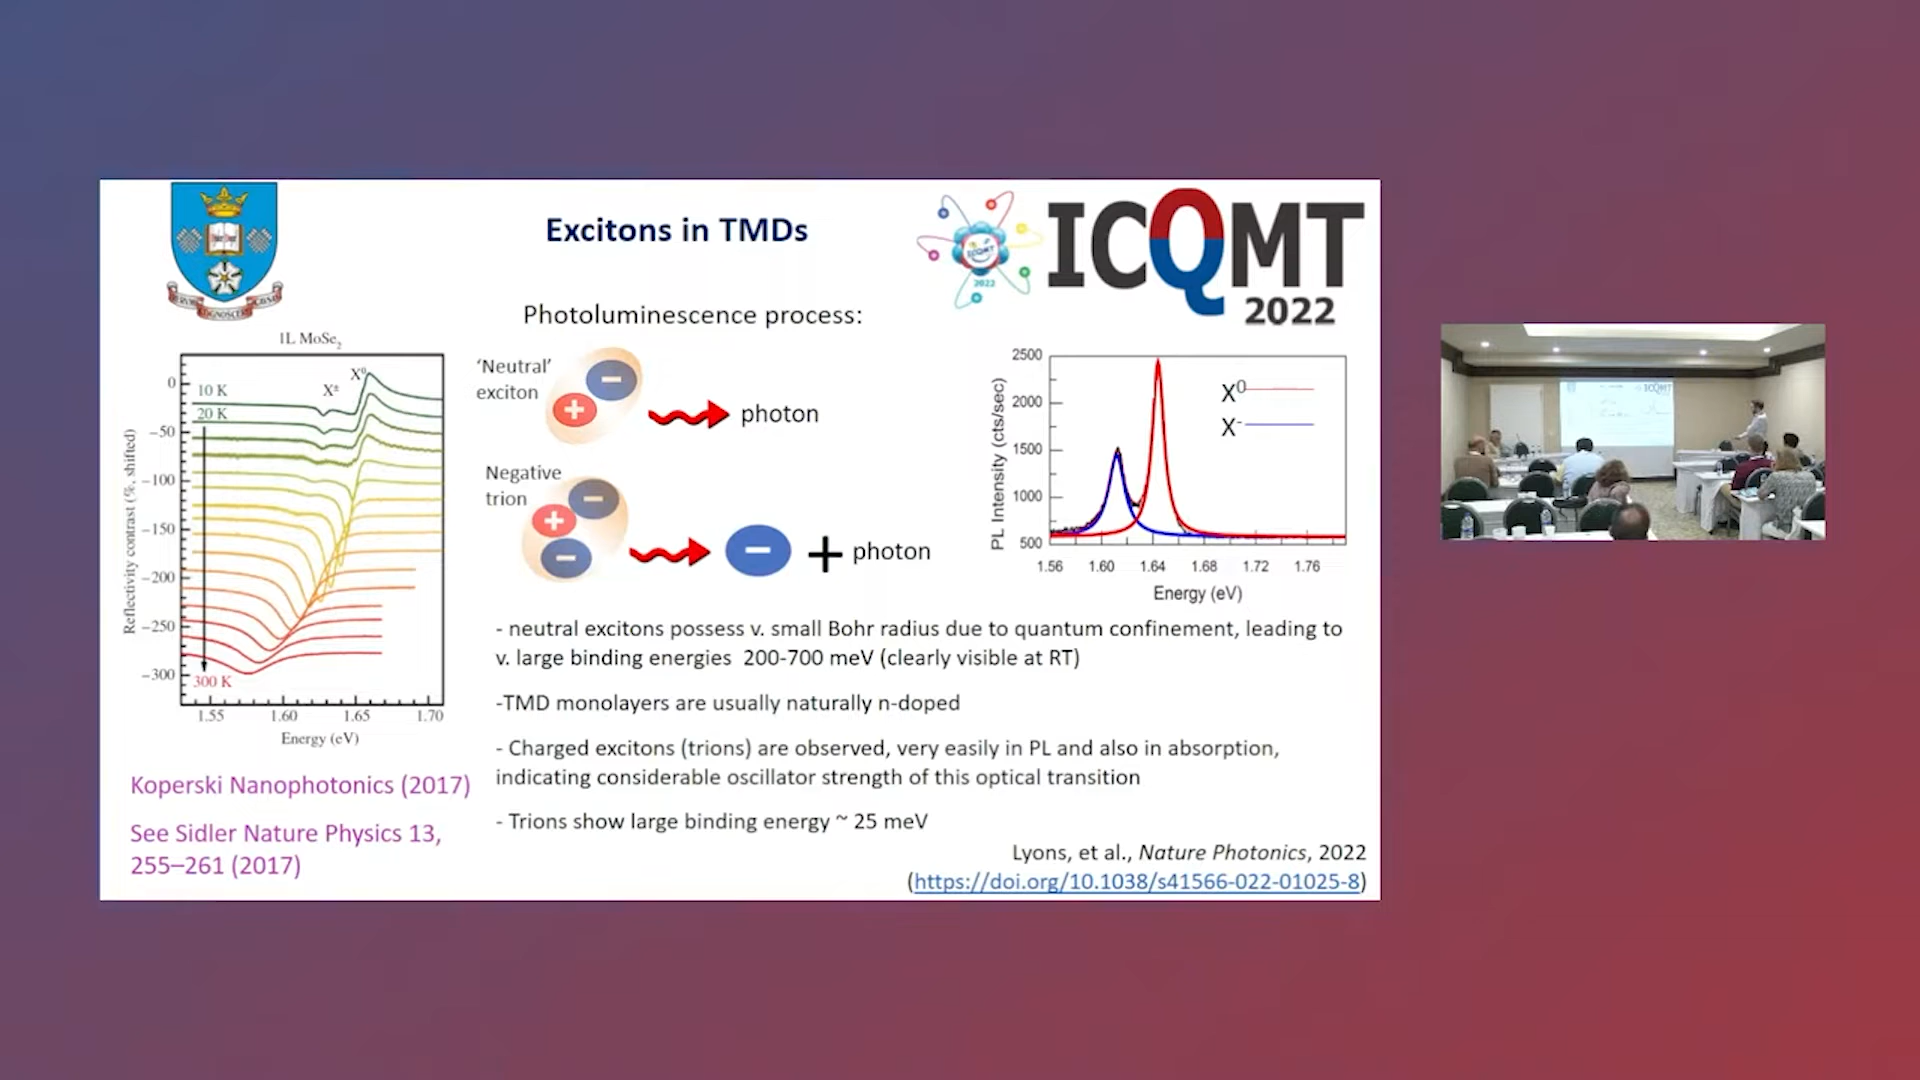 Excitons in TMDs
ICQMT
2022
ICQMT
2022
Photoluminescence process:
1L MoSe2
X±
X0
10 K
20 K
300 K
0
−50
−100
−150
−200
−250
−300
Reflectivity contrast (%, shifted)
1.55 1.60 1.65 1.70
Energy (eV)
Koperski Nanophotonics (2017)
See Sidler Nature Physics 13,
255–261 (2017)
'Neutral'
exciton
− + photon
Negative
trion
− + − − + photon
2500
2000
1500
1000
500
PL Intensity (cts/sec)
X0
X-
1.56 1.60 1.64 1.68 1.72 1.76
Energy (eV)
- neutral excitons possess v. small Bohr radius due to quantum confinement, leading to
v. large binding energies 200-700 meV (clearly visible at RT)
-TMD monolayers are usually naturally n-doped
- Charged excitons (trions) are observed, very easily in PL and also in absorption,
indicating considerable oscillator strength of this optical transition
- Trions show large binding energy ~ 25 meV
Lyons, et al., Nature Photonics, 2022
(https://doi.org/10.1038/s41566-022-01025-8)
ICQMT